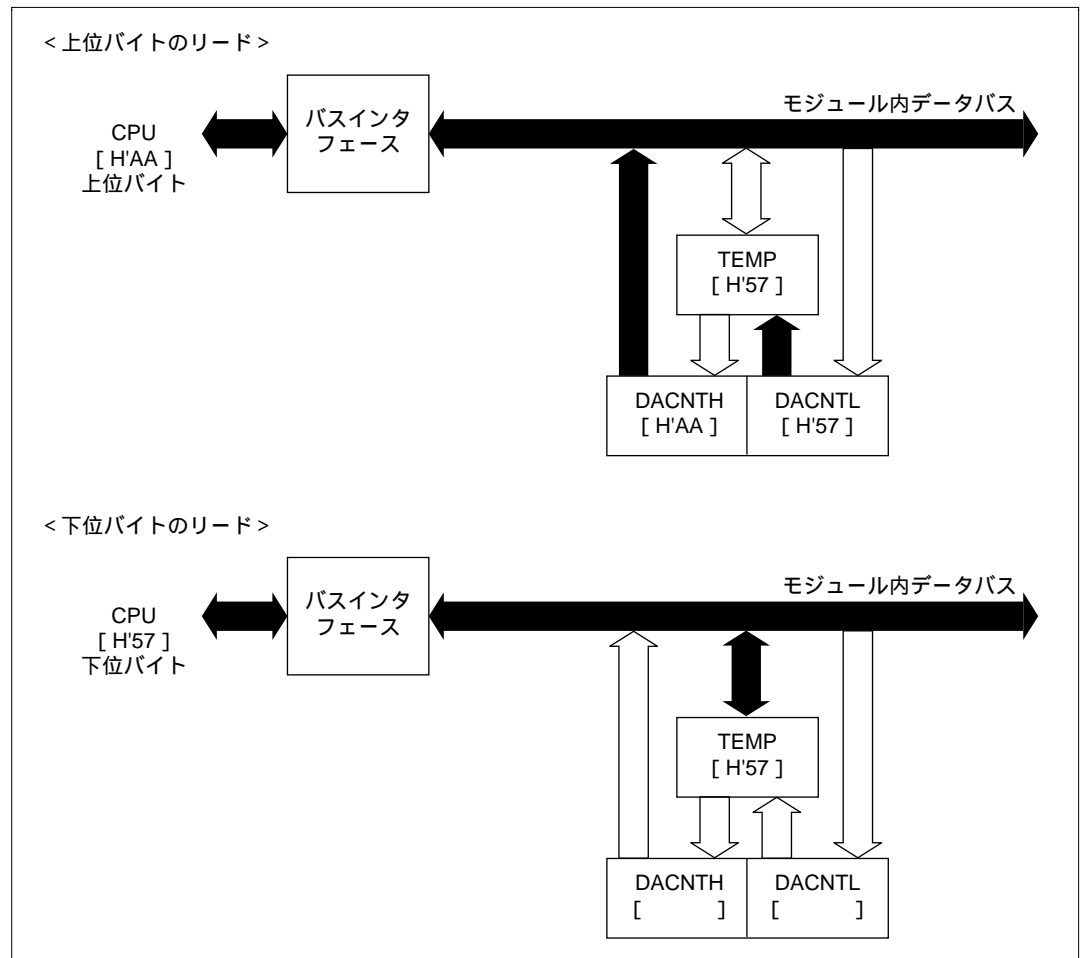 <上位バイトのリード>
モジュール内データバス
バスインタ
フェース
CPU
[ H'AA ]
上位バイト
TEMP
[ H'57 ]
DACNTH
[ H'AA ]
DACNTL
[ H'57 ]
<下位バイトのリード>
モジュール内データバス
バスインタ
フェース
CPU
[ H'57 ]
下位バイト
TEMP
[ H'57 ]
DACNTH
[ ]
DACNTL
[ ]